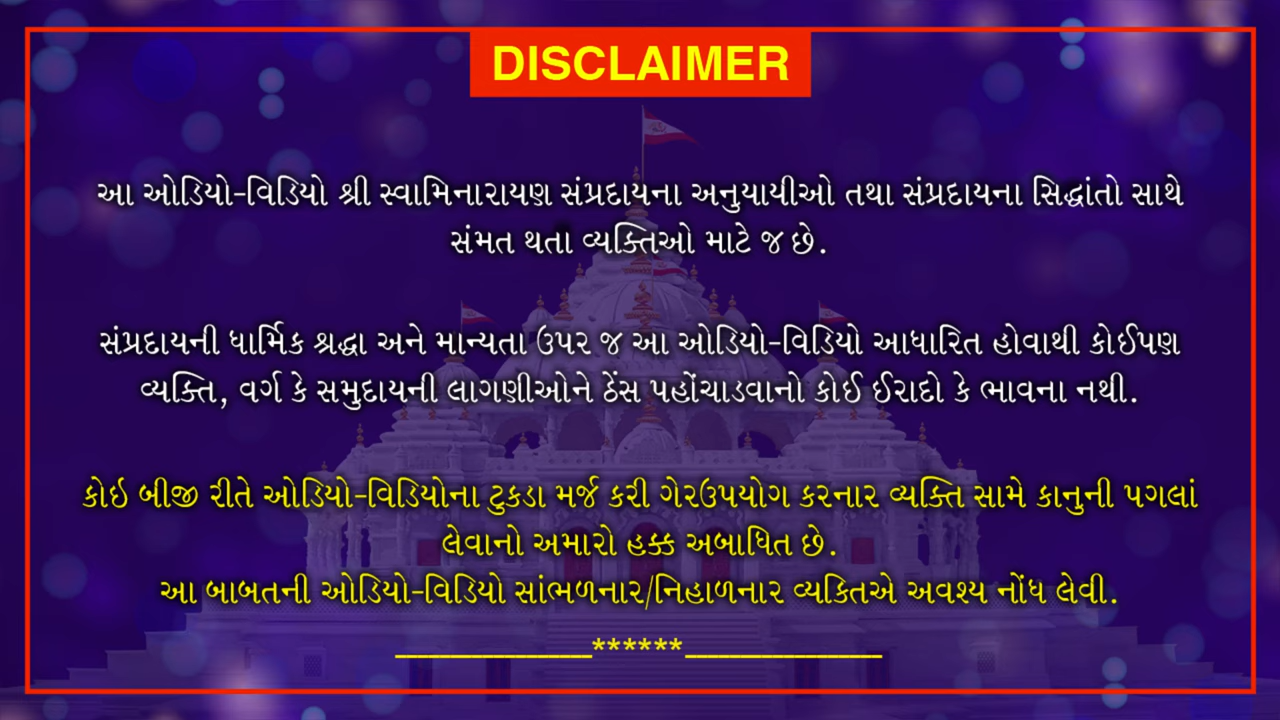 DISCLAIMER
આ ઓડિયો-વિડિયો શ્રી સ્વામિનારાયણ સંપ્રદાયના અનુયાયીઓ તથા સંપ્રદાયના સિદ્ધાંતો સાથે
સંમત થતા વ્યક્તિઓ માટે જ છે.
સંપ્રદાયની ધાર્મિક શ્રદ્ધા અને માન્યતા ઉપર જ આ ઓડિયો-વિડિયો આધારિત હોવાથી કોઈપણ
વ્યક્તિ, વર્ગ કે સમુદાયની લાગણીઓને ઠેંસ પહોંચાડવાનો કોઈ ઈરાદો કે ભાવના નથી.
કોઇ બીજી રીતે ઓડિયો-વિડિયોના ટુકડા મર્જ કરી ગેરઉપયોગ કરનાર વ્યક્તિ સામે કાનુની પગલાં
લેવાનો અમારો હક્ક અબાધિત છે.
આ બાબતની ઓડિયો-વિડિયો સાંભળનાર/નિહાળનાર વ્યકિતએ અવશ્ય નોંધ લેવી.
______________******______________